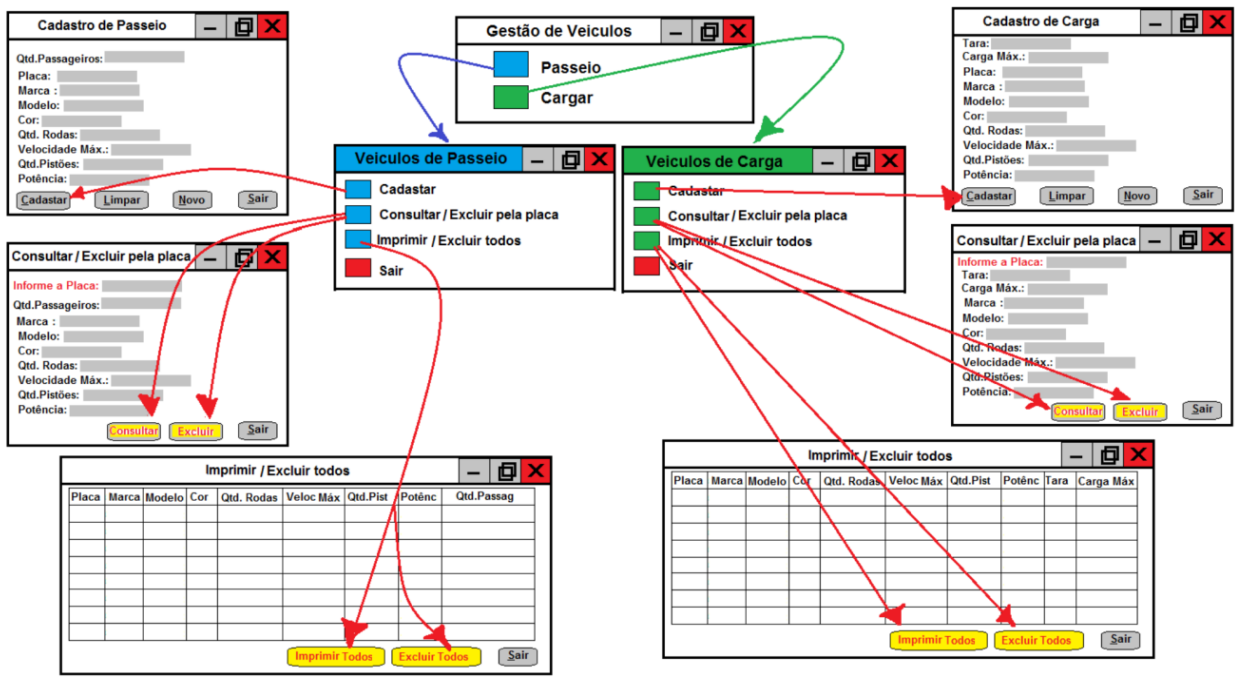 Cadastro de Passeio
Qtd.Passageiros:
Placa:
Marca :
Modelo:
Cor:
Qtd. Rodas:
Velocidade Máx.:
Qtd.Pistões:
Potência:
Cadastar
Limpar
Novo
Sair
Gestão de Veiculos
Passeio
Cargar
Cadastro de Carga
Tara:
Carga Máx.:
Placa:
Marca :
Modelo:
Cor:
Qtd. Rodas:
Velocidade Máx.:
Qtd.Pistões:
Potência:
Cadastar
Limpar
Novo
Sair
Veiculos de Passeio
Cadastar
Consultar / Excluir pela placa
Imprimir / Excluir todos
Sair
Veiculos de Carga
Cadastar
Consultar / Excluir pela placa
Imprimir / Excluir todos
Sair
Consultar / Excluir pela placa
Informe a Placa:
Qtd.Passageiros:
Marca :
Modelo:
Cor:
Qtd. Rodas:
Velocidade Máx.:
Qtd.Pistões:
Potência:
Consultar
Excluir
Sair
Consultar / Excluir pela placa
Informe a Placa:
Tara:
Carga Máx.:
Marca :
Modelo:
Cor:
Qtd. Rodas:
Velocidade Máx.:
Qtd.Pistões:
Potência:
Consultar
Excluir
Sair
Imprimir / Excluir todos
Placa Marca Modelo Cor Qtd. Rodas Veloc Máx Qtd.Pist Potênc Qtd.Passag
Imprimir Todos
Excluir Todos
Sair
Imprimir / Excluir todos
Placa Marca Modelo Cor Qtd. Rodas Veloc Máx Qtd.Pist Potênc Tara Carga Máx
Imprimir Todos
Excluir Todos
Sair